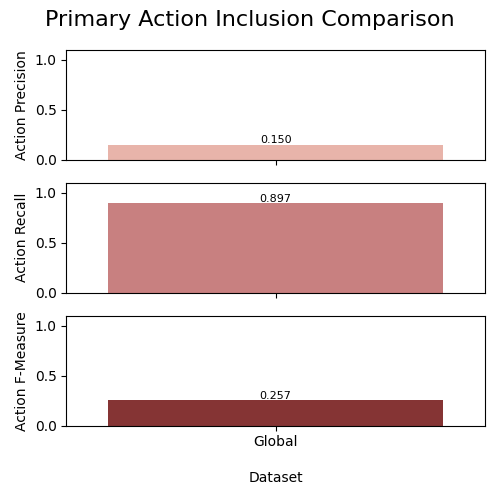 Primary Action Inclusion Comparison
Action Precision
1.0
0.5
0.0
0.150
Action Recall
1.0
0.5
0.0
0.897
Action F-Measure
1.0
0.5
0.0
0.257
Global
Dataset